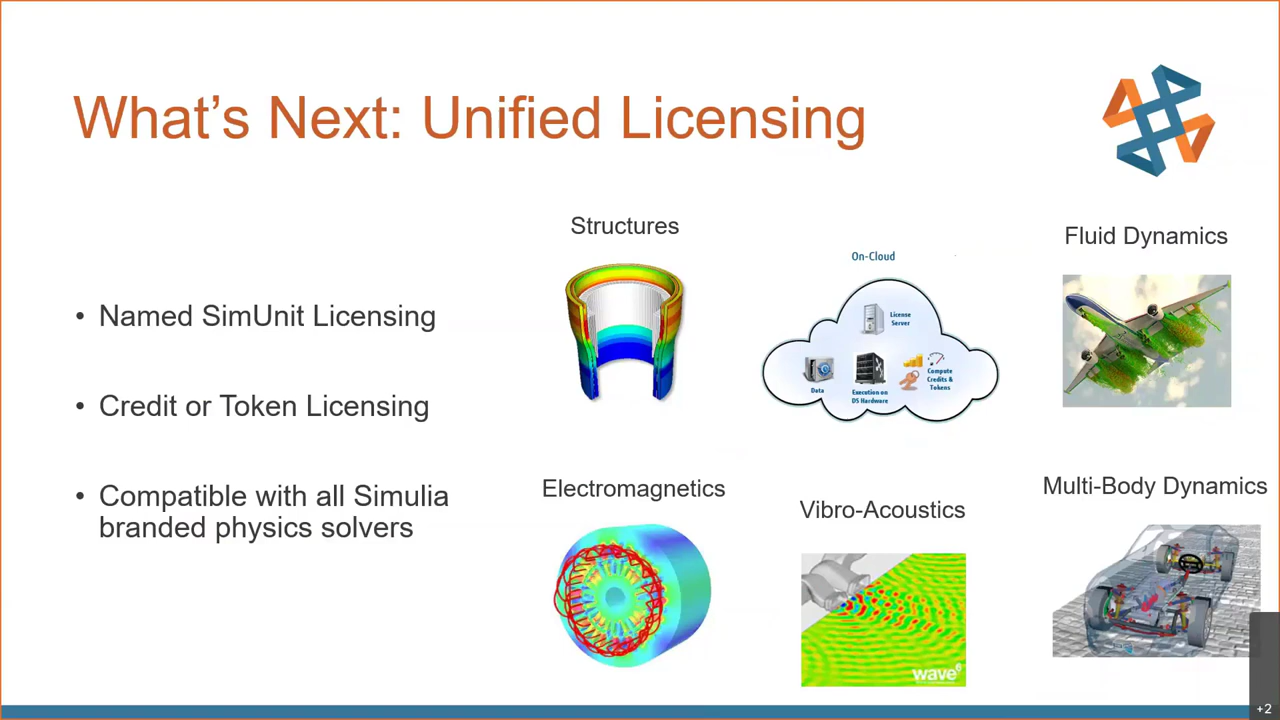 What's Next: Unified Licensing
• Named SimUnit Licensing
• Credit or Token Licensing
• Compatible with all Simulia
branded physics solvers
Structures
On-Cloud
License
Server
Data
Execution on
DS Hardware
Compute
Credits &
Tokens
Fluid Dynamics
Electromagnetics
Vibro-Acoustics
wave6
Multi-Body Dynamics
+2